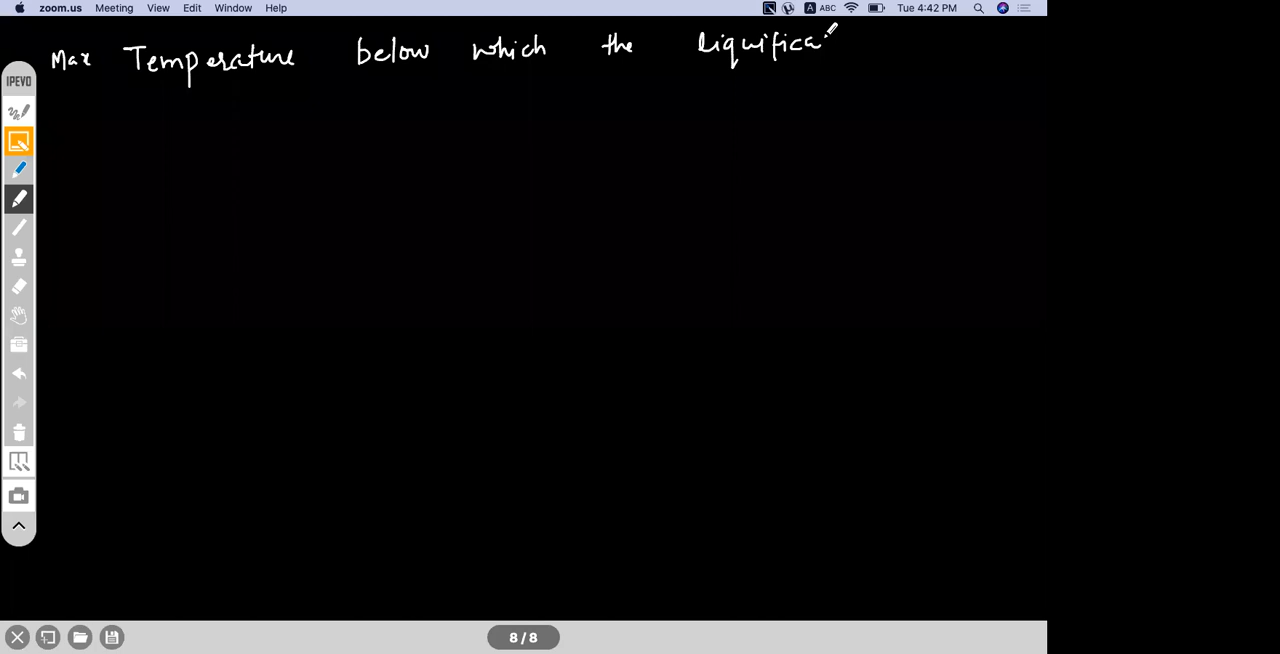 zoom.us Meeting View Edit Window Help A ABC Tue 4:42 PM
Max Temperature below which the liquifica
IPEVO
8 / 8